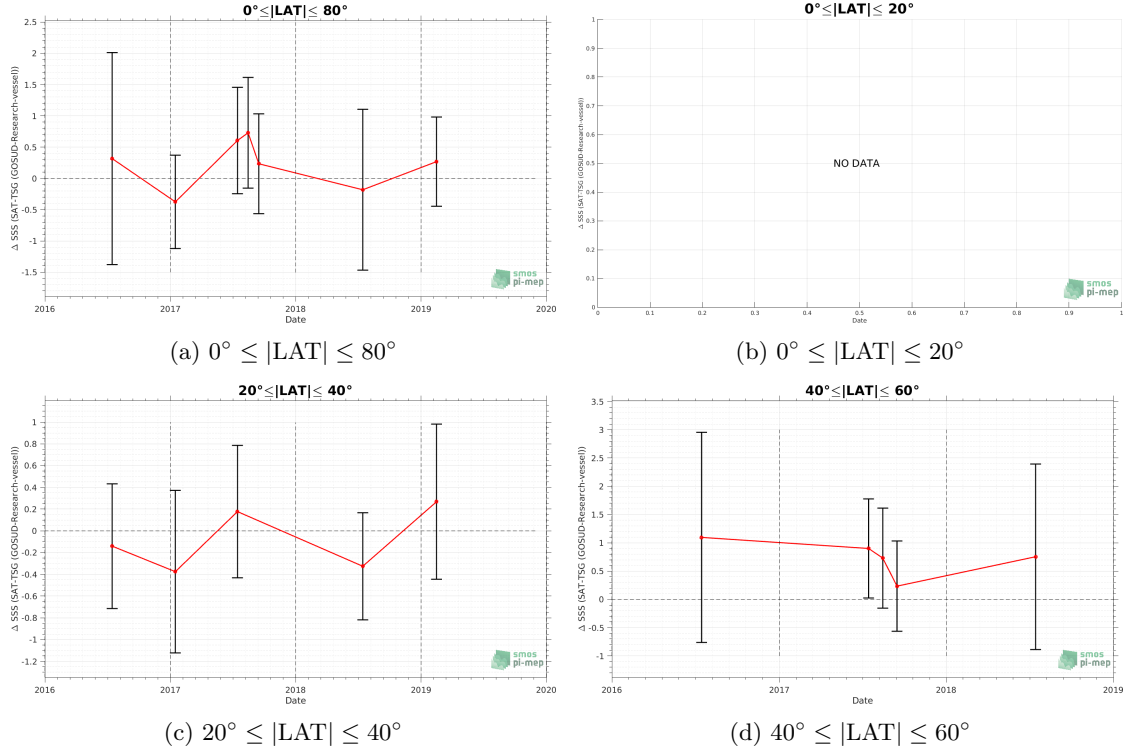 0°≤|LAT|≤ 80°
2.5
2
1.5
1
0.5
0
-0.5
-1
-1.5
Δ SSS (SAT-TSG (GOSUD-Research-vessel))
2016
2017
2018
2019
2020
Date
smos
pi-mep
(a) 0° ≤ |LAT| ≤ 80°
0°≤|LAT|≤ 20°
1
0.9
0.8
0.7
0.6
0.5
0.4
0.3
0.2
0.1
0
Δ SSS (SAT-TSG (GOSUD-Research-vessel))
NO DATA
0
0.1
0.2
0.3
0.4
0.5
0.6
0.7
0.8
0.9
1
Date
smos
pi-mep
(b) 0° ≤ |LAT| ≤ 20°
20°≤|LAT|≤ 40°
1
0.8
0.6
0.4
0.2
0
-0.2
-0.4
-0.6
-0.8
-1
-1.2
Δ SSS (SAT-TSG (GOSUD-Research-vessel))
2016
2017
2018
2019
2020
Date
smos
pi-mep
(c) 20° ≤ |LAT| ≤ 40°
40°≤|LAT|≤ 60°
3.5
3
2.5
2
1.5
1
0.5
0
-0.5
-1
Δ SSS (SAT-TSG (GOSUD-Research-vessel))
2016
2017
2018
2019
Date
smos
pi-mep
(d) 40° ≤ |LAT| ≤ 60°